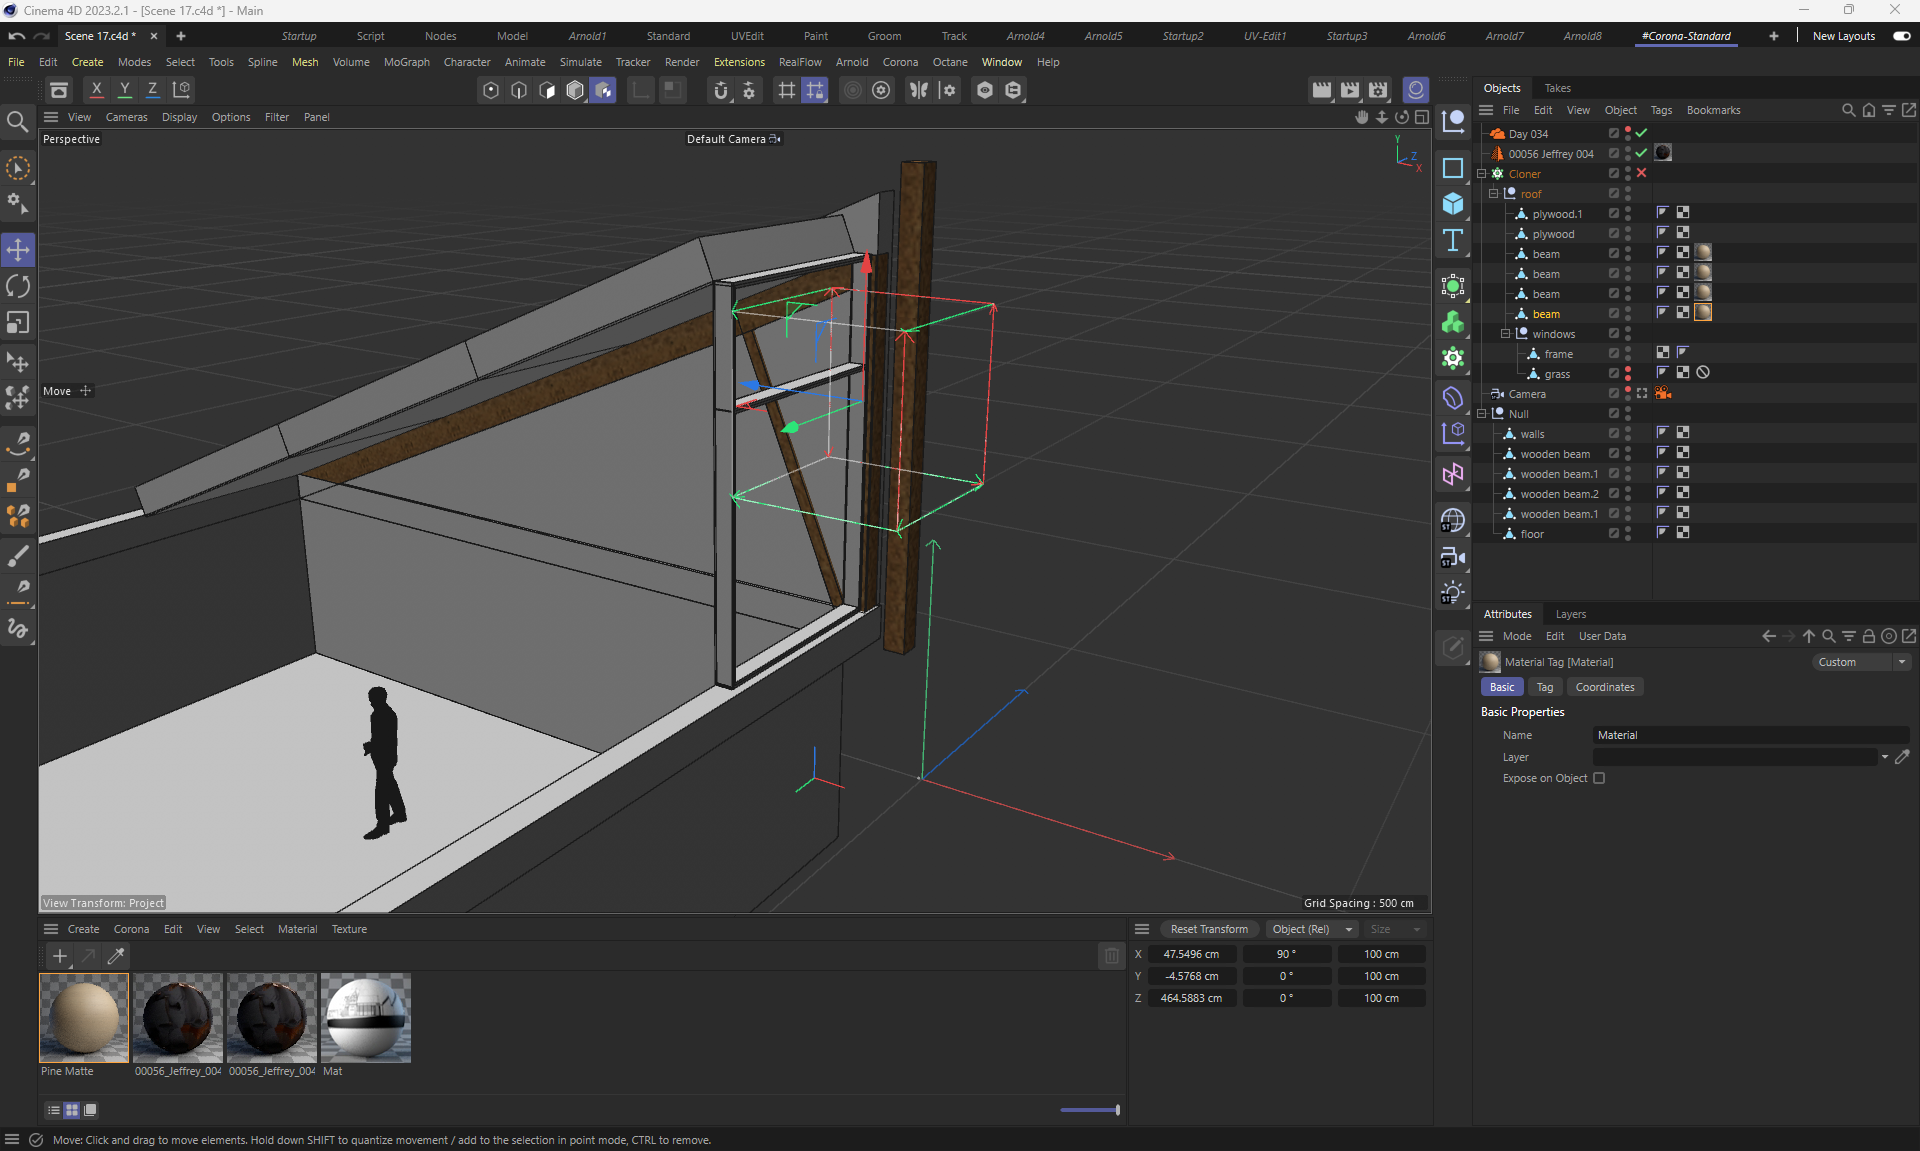 Cinema 4D 2023.2.1 - [Scene 17.c4d *] - Main
Scene 17.c4d *
Startup Script Nodes Model Arnold1 Standard UVEdit Paint Groom Track Arnold4 Arnold5 Startup2 UV-Edit1 Startup3 Arnold6 Arnold7 Arnold8 #Corona-Standard New Layouts
File Edit Create Modes Select Tools Spline Mesh Volume MoGraph Character Animate Simulate Tracker Render Extensions RealFlow Arnold Corona Octane Window Help
X Y Z
View Cameras Display Options Filter Panel
Perspective
Default Camera
Y
Z
X
Move
View Transform: Project
Grid Spacing : 500 cm
Objects Takes
File Edit View Object Tags Bookmarks
Day 034
00056 Jeffrey 004
Cloner
roof
plywood.1
plywood
beam
beam
beam
beam
windows
frame
grass
Camera
Null
walls
wooden beam
wooden beam.1
wooden beam.2
wooden beam.1
floor
ST
ST
ST
Attributes Layers
Mode Edit User Data
Material Tag [Material]
Custom
Basic Tag Coordinates
Basic Properties
Name Material
Layer
Expose on Object
Create Corona Edit View Select Material Texture
Pine Matte
00056_Jeffrey_004
00056_Jeffrey_004
Mat
Reset Transform Object (Rel) Size
X 47.5496 cm 90 ° 100 cm
Y -4.5768 cm 0 ° 100 cm
Z 464.5883 cm 0 ° 100 cm
Move: Click and drag to move elements. Hold down SHIFT to quantize movement / add to the selection in point mode, CTRL to remove.